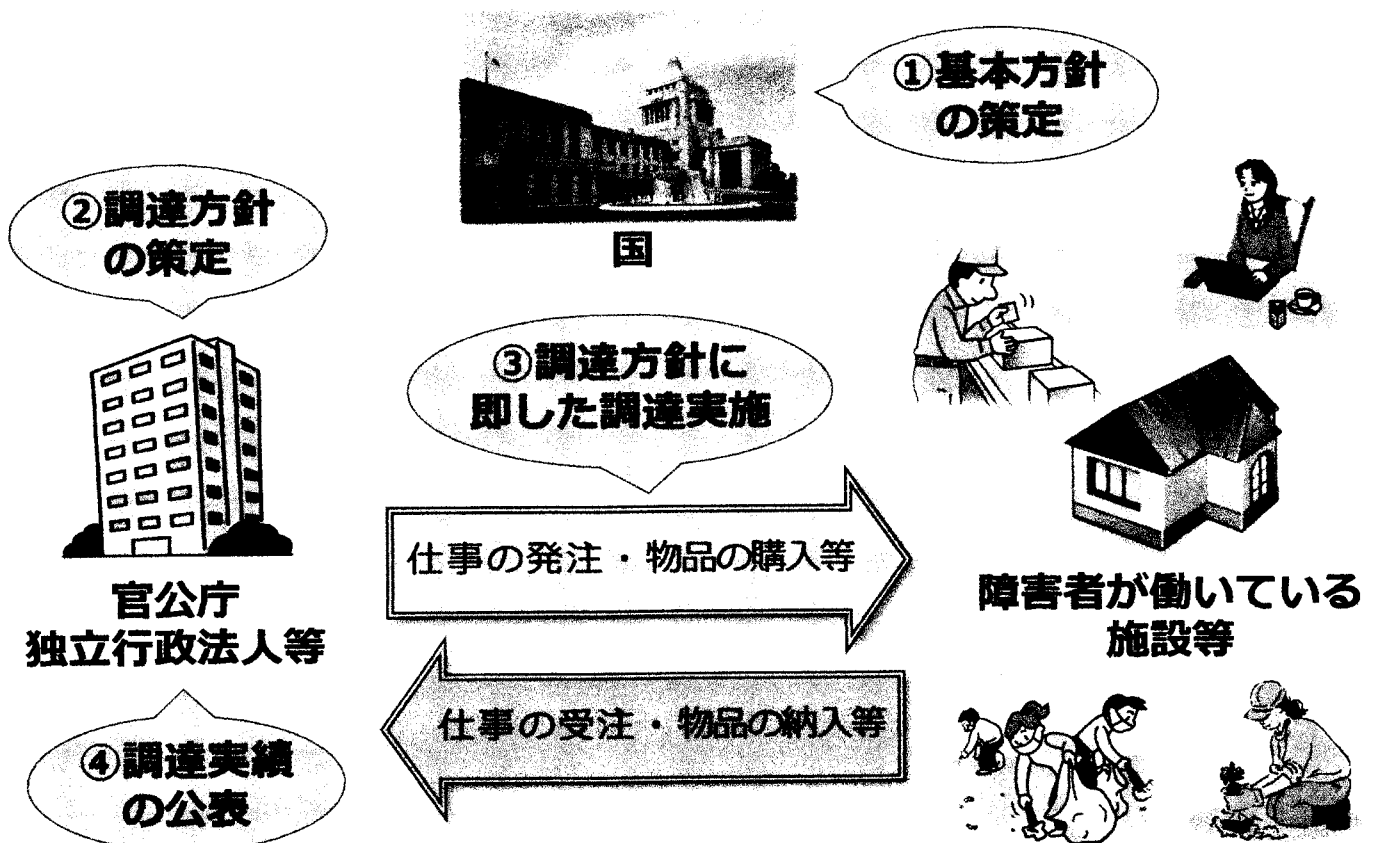 ①基本方針
の策定
国
②調達方針
の策定
③調達方針に
即した調達実施
仕事の発注・物品の購入等
官公庁
独立行政法人等
障害者が働いている
施設等
仕事の受注・物品の納入等
④調達実績
の公表